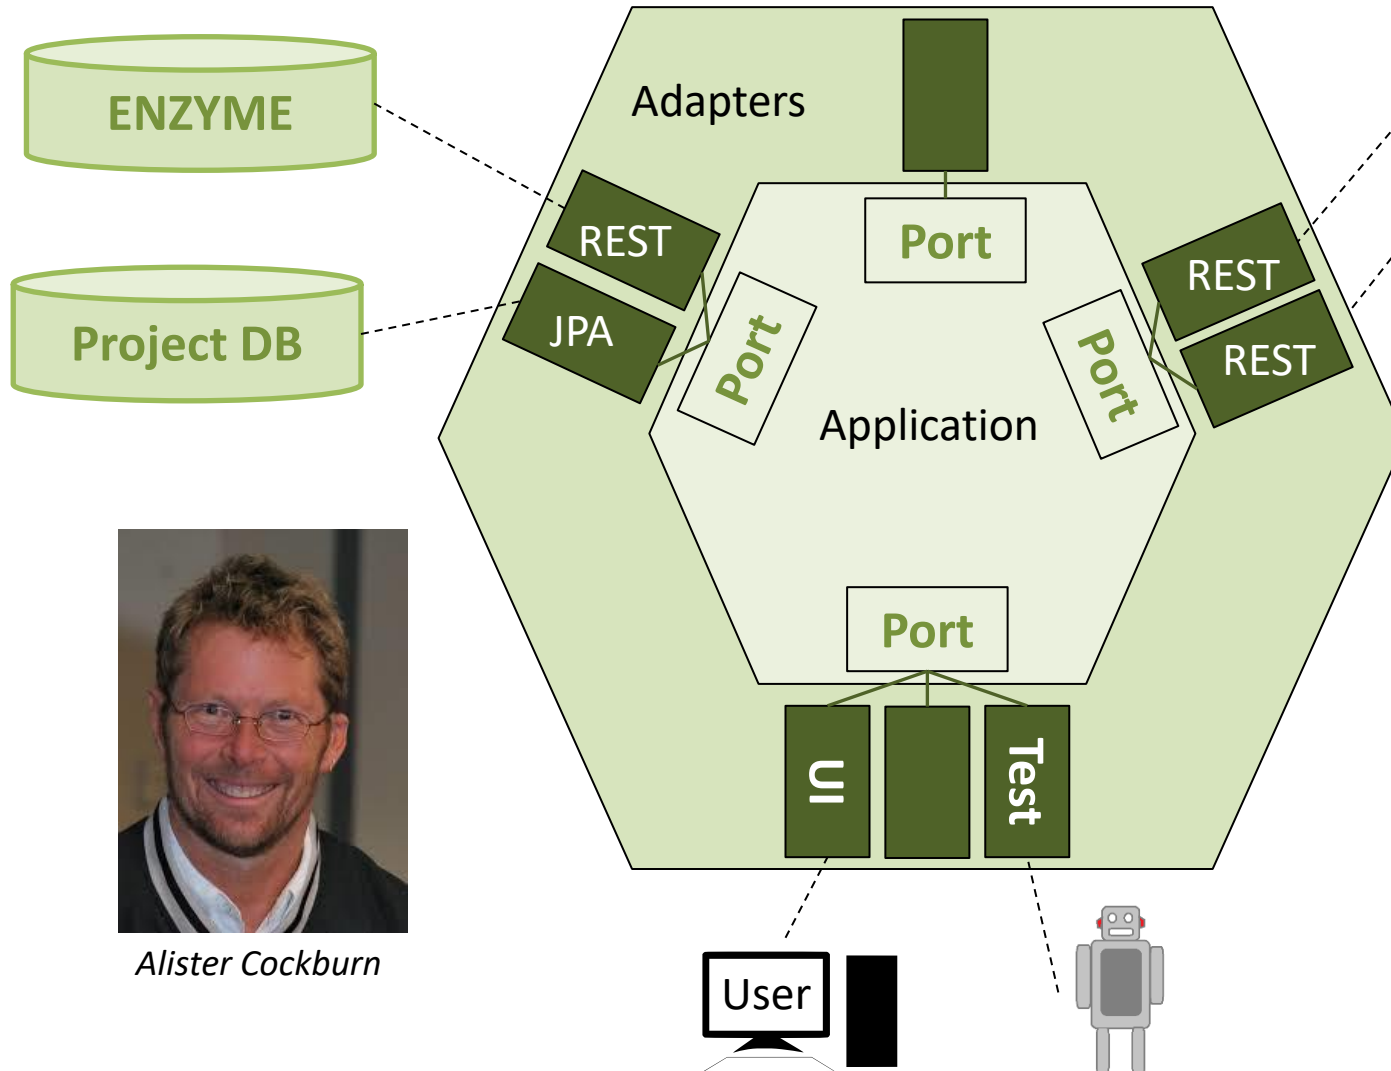 ENZYME
Adapters
REST
Port
REST
Project DB
JPA
Port
Port
REST
Application
Port
UI
Test
Alister Cockburn
User